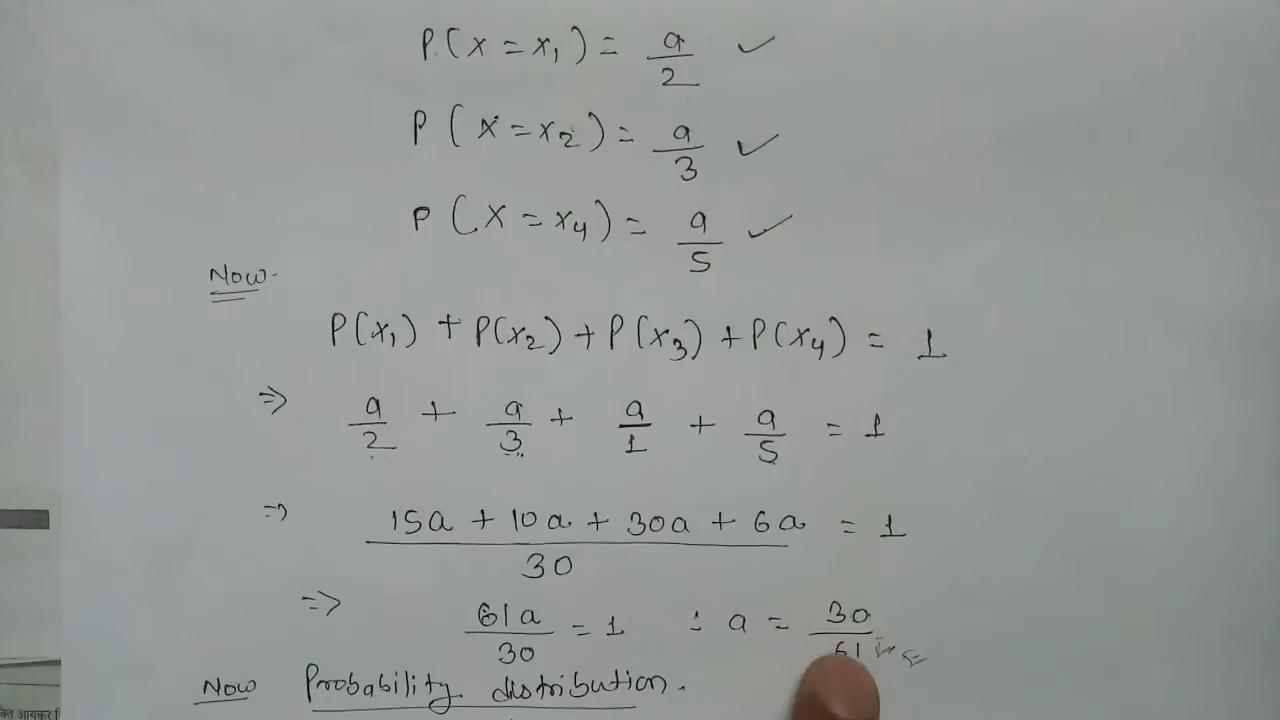 P(X=x₁) = a/2 ✓
P(X=x₂) = a/3 ✓
P(X=x₄) = a/5 ✓
Now.
P(x₁) + P(x₂) + P(x₃) + P(x₄) = 1
⇒ a/2 + a/3 + a/1 + a/5 = 1
⇒ (15a + 10a + 30a + 6a)/30 = 1
⇒ 61a/30 = 1 ∴ a = 30/61
Now Probability distribution.